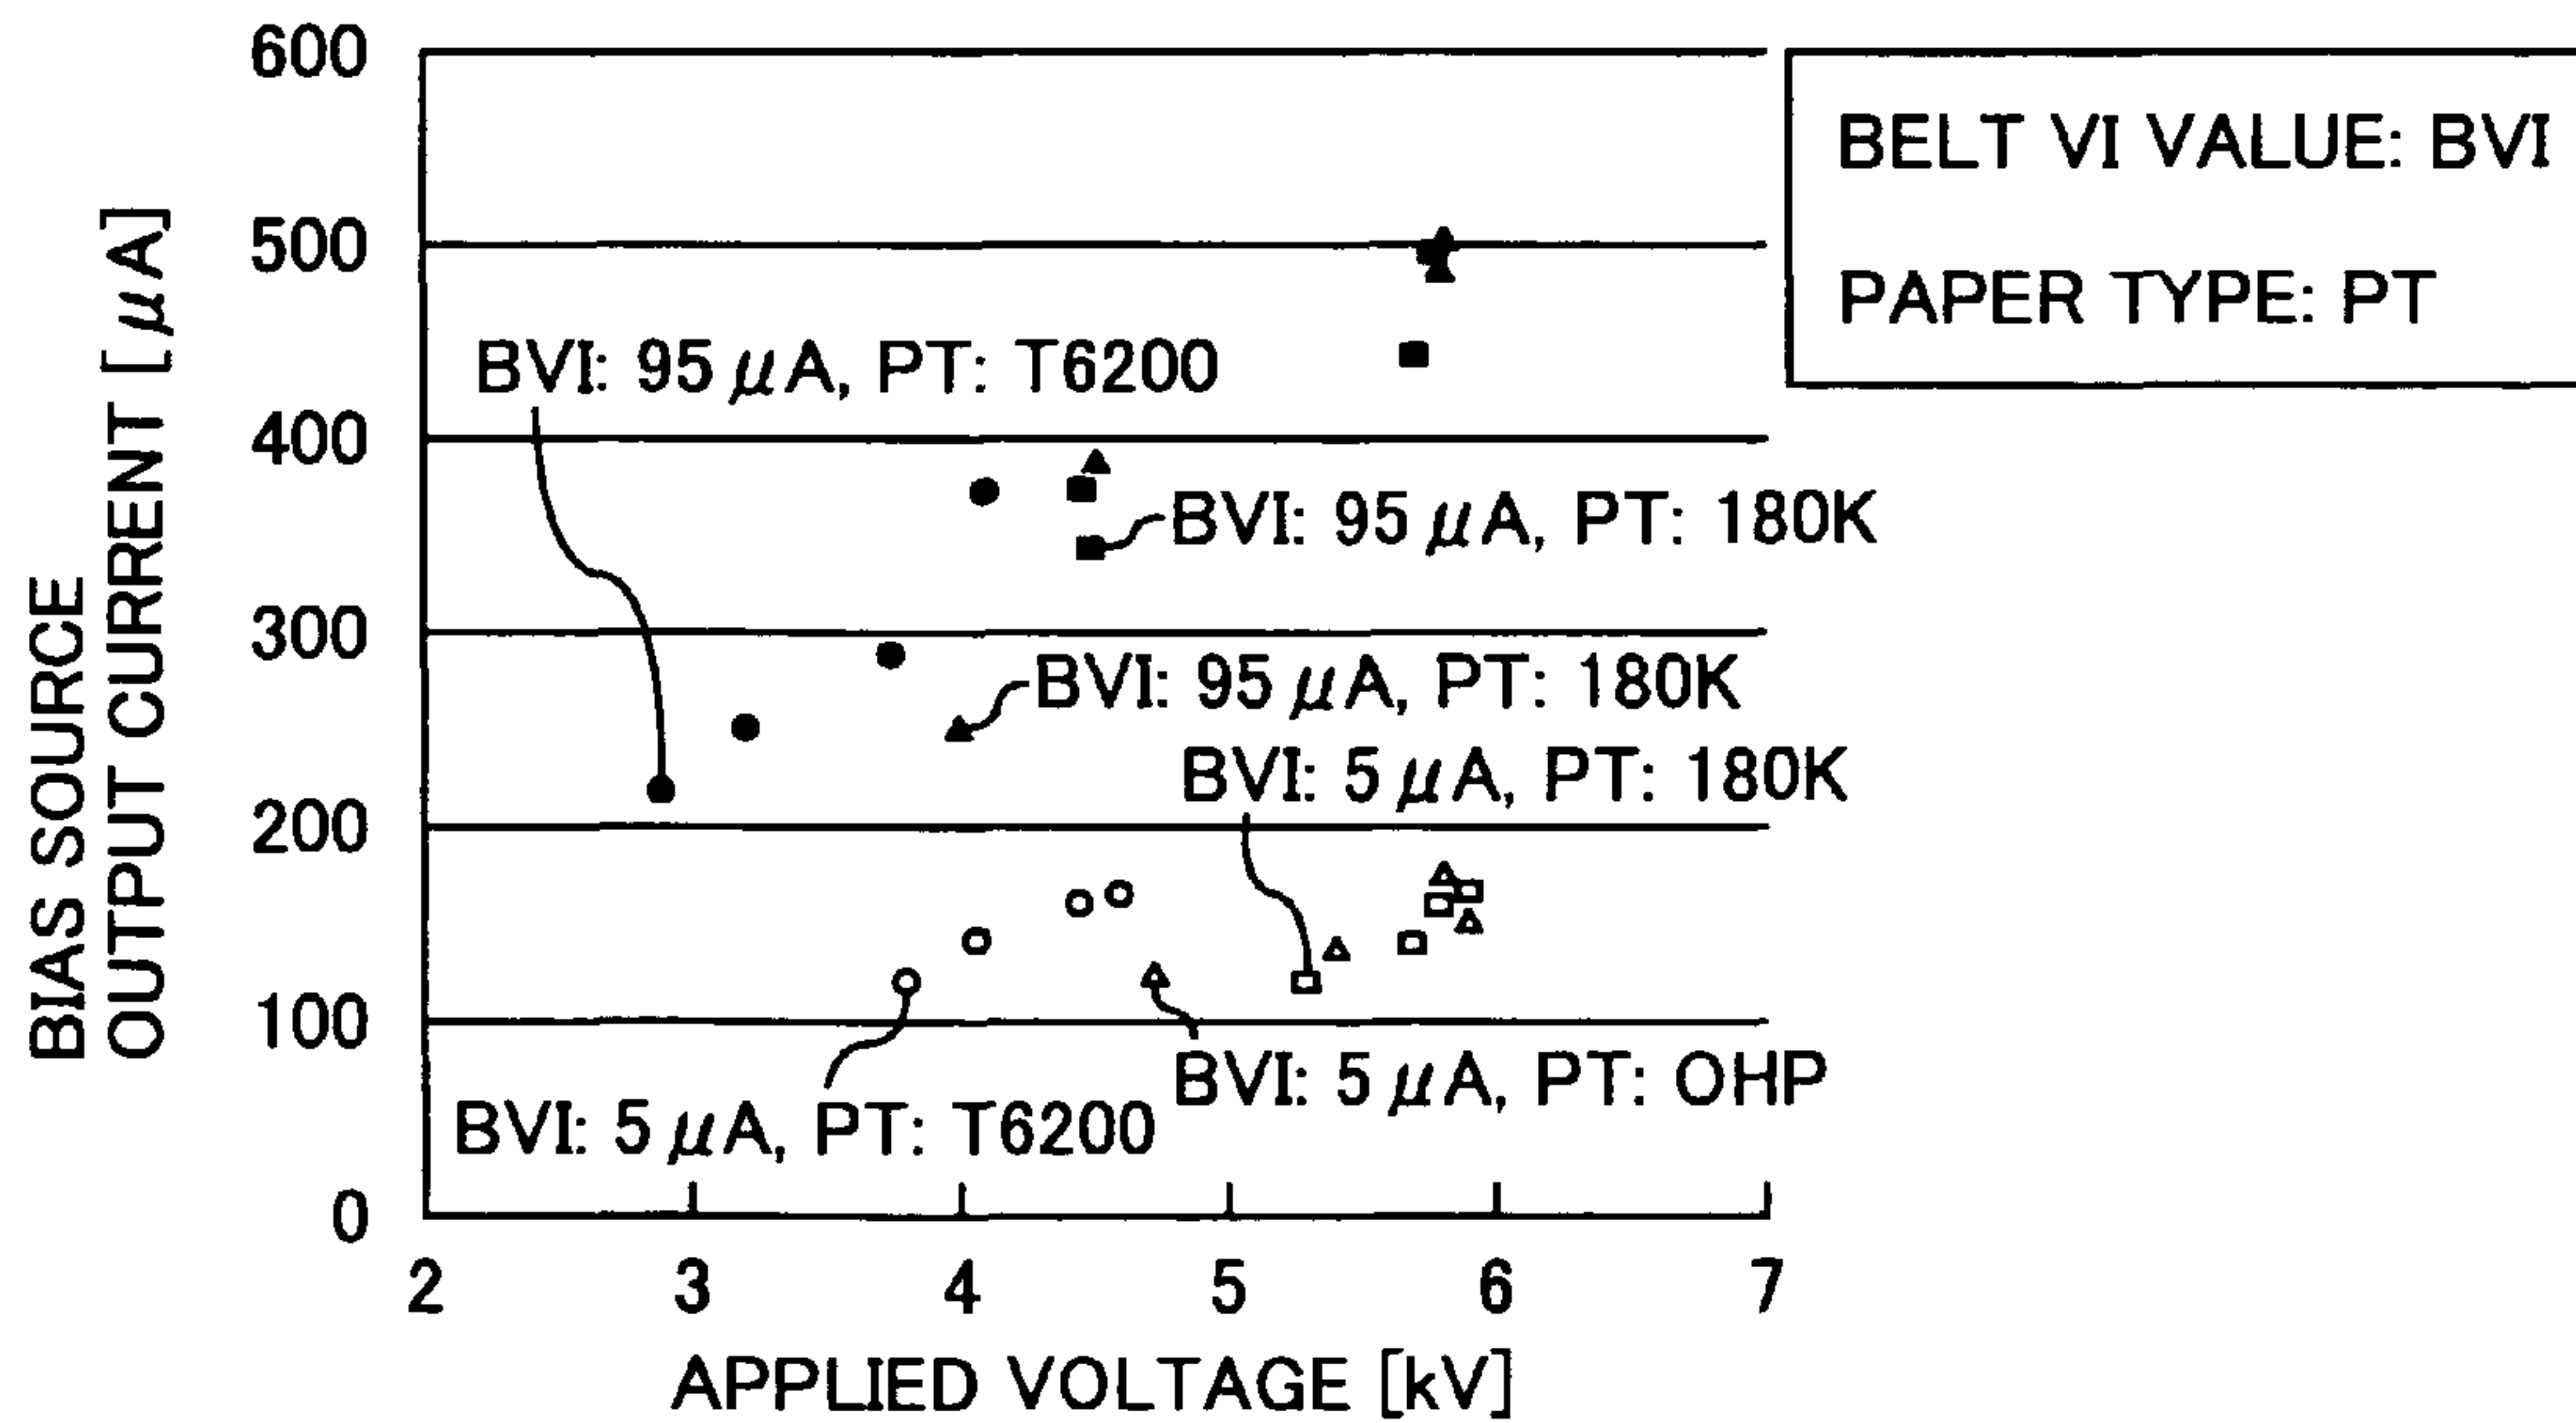 600
500
400
300
200
100
0
BIAS SOURCE
OUTPUT CURRENT [μA]
BELT VI VALUE: BVI
PAPER TYPE: PT
BVI: 95 μA, PT: T6200
BVI: 95 μA, PT: 180K
BVI: 95 μA, PT: 180K
BVI: 5 μA, PT: 180K
BVI: 5 μA, PT: OHP
BVI: 5 μA, PT: T6200
2 3 4 5 6 7
APPLIED VOLTAGE [kV]